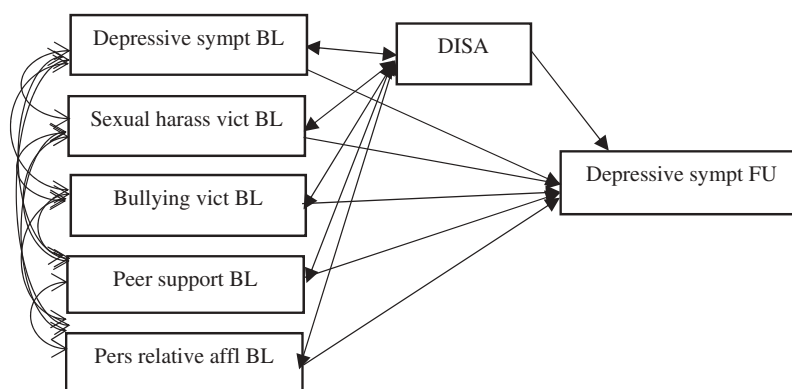 Depressive sympt BL
DISA
Sexual harass vict BL
Depressive sympt FU
Bullying vict BL
Peer support BL
Pers relative affl BL